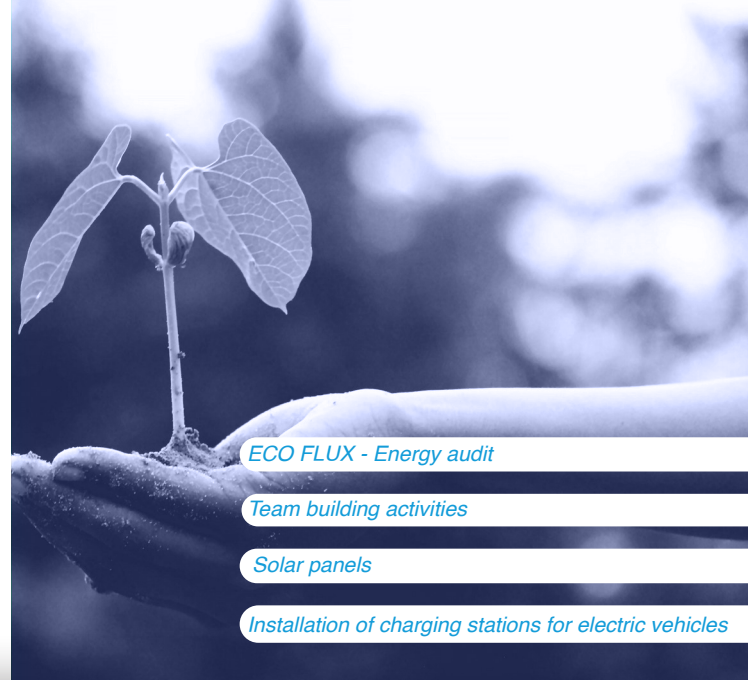 ECO FLUX - Energy audit
Team building activities
Solar panels
Installation of charging stations for electric vehicles